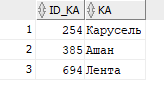 ID_KA KA
1 254 Карусель
2 385 Ашан
3 694 Лента